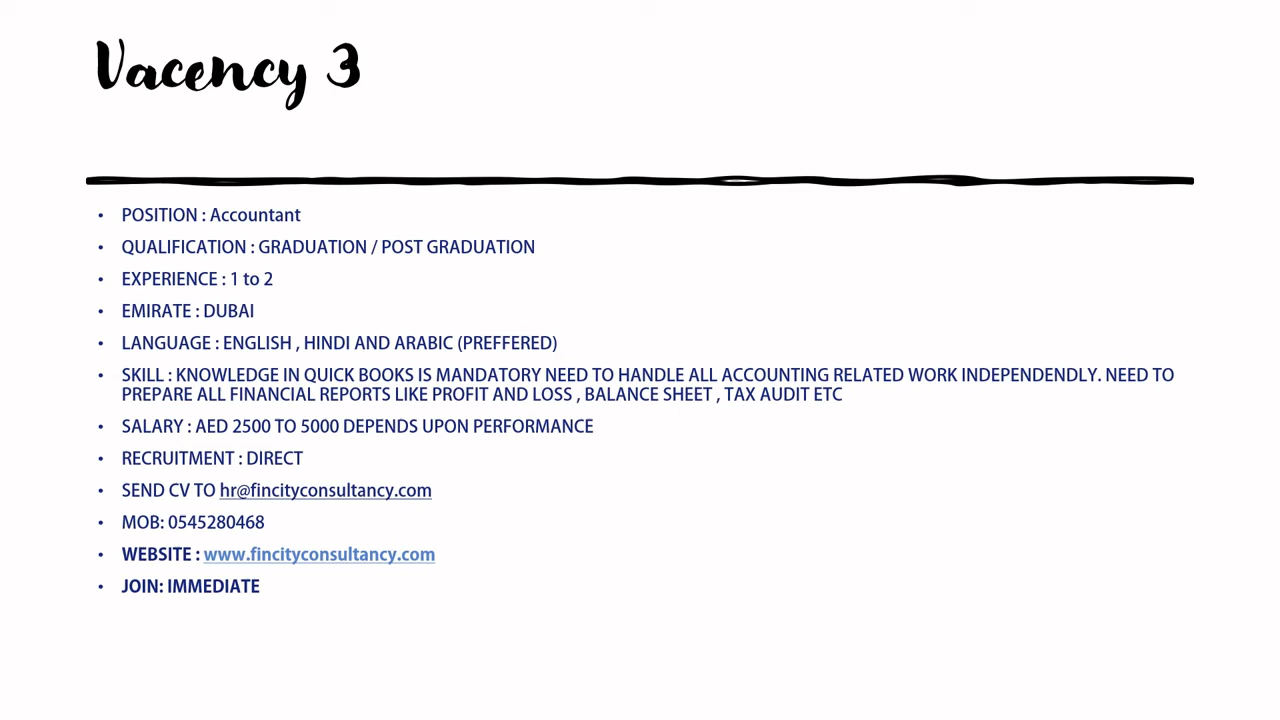 Vacency 3
• POSITION : Accountant
• QUALIFICATION : GRADUATION / POST GRADUATION
• EXPERIENCE : 1 to 2
• EMIRATE : DUBAI
• LANGUAGE : ENGLISH , HINDI AND ARABIC (PREFFERED)
• SKILL : KNOWLEDGE IN QUICK BOOKS IS MANDATORY NEED TO HANDLE ALL ACCOUNTING RELATED WORK INDEPENDENDLY. NEED TO
PREPARE ALL FINANCIAL REPORTS LIKE PROFIT AND LOSS , BALANCE SHEET , TAX AUDIT ETC
• SALARY : AED 2500 TO 5000 DEPENDS UPON PERFORMANCE
• RECRUITMENT : DIRECT
• SEND CV TO hr@fincityconsultancy.com
• MOB: 0545280468
• WEBSITE : www.fincityconsultancy.com
• JOIN: IMMEDIATE